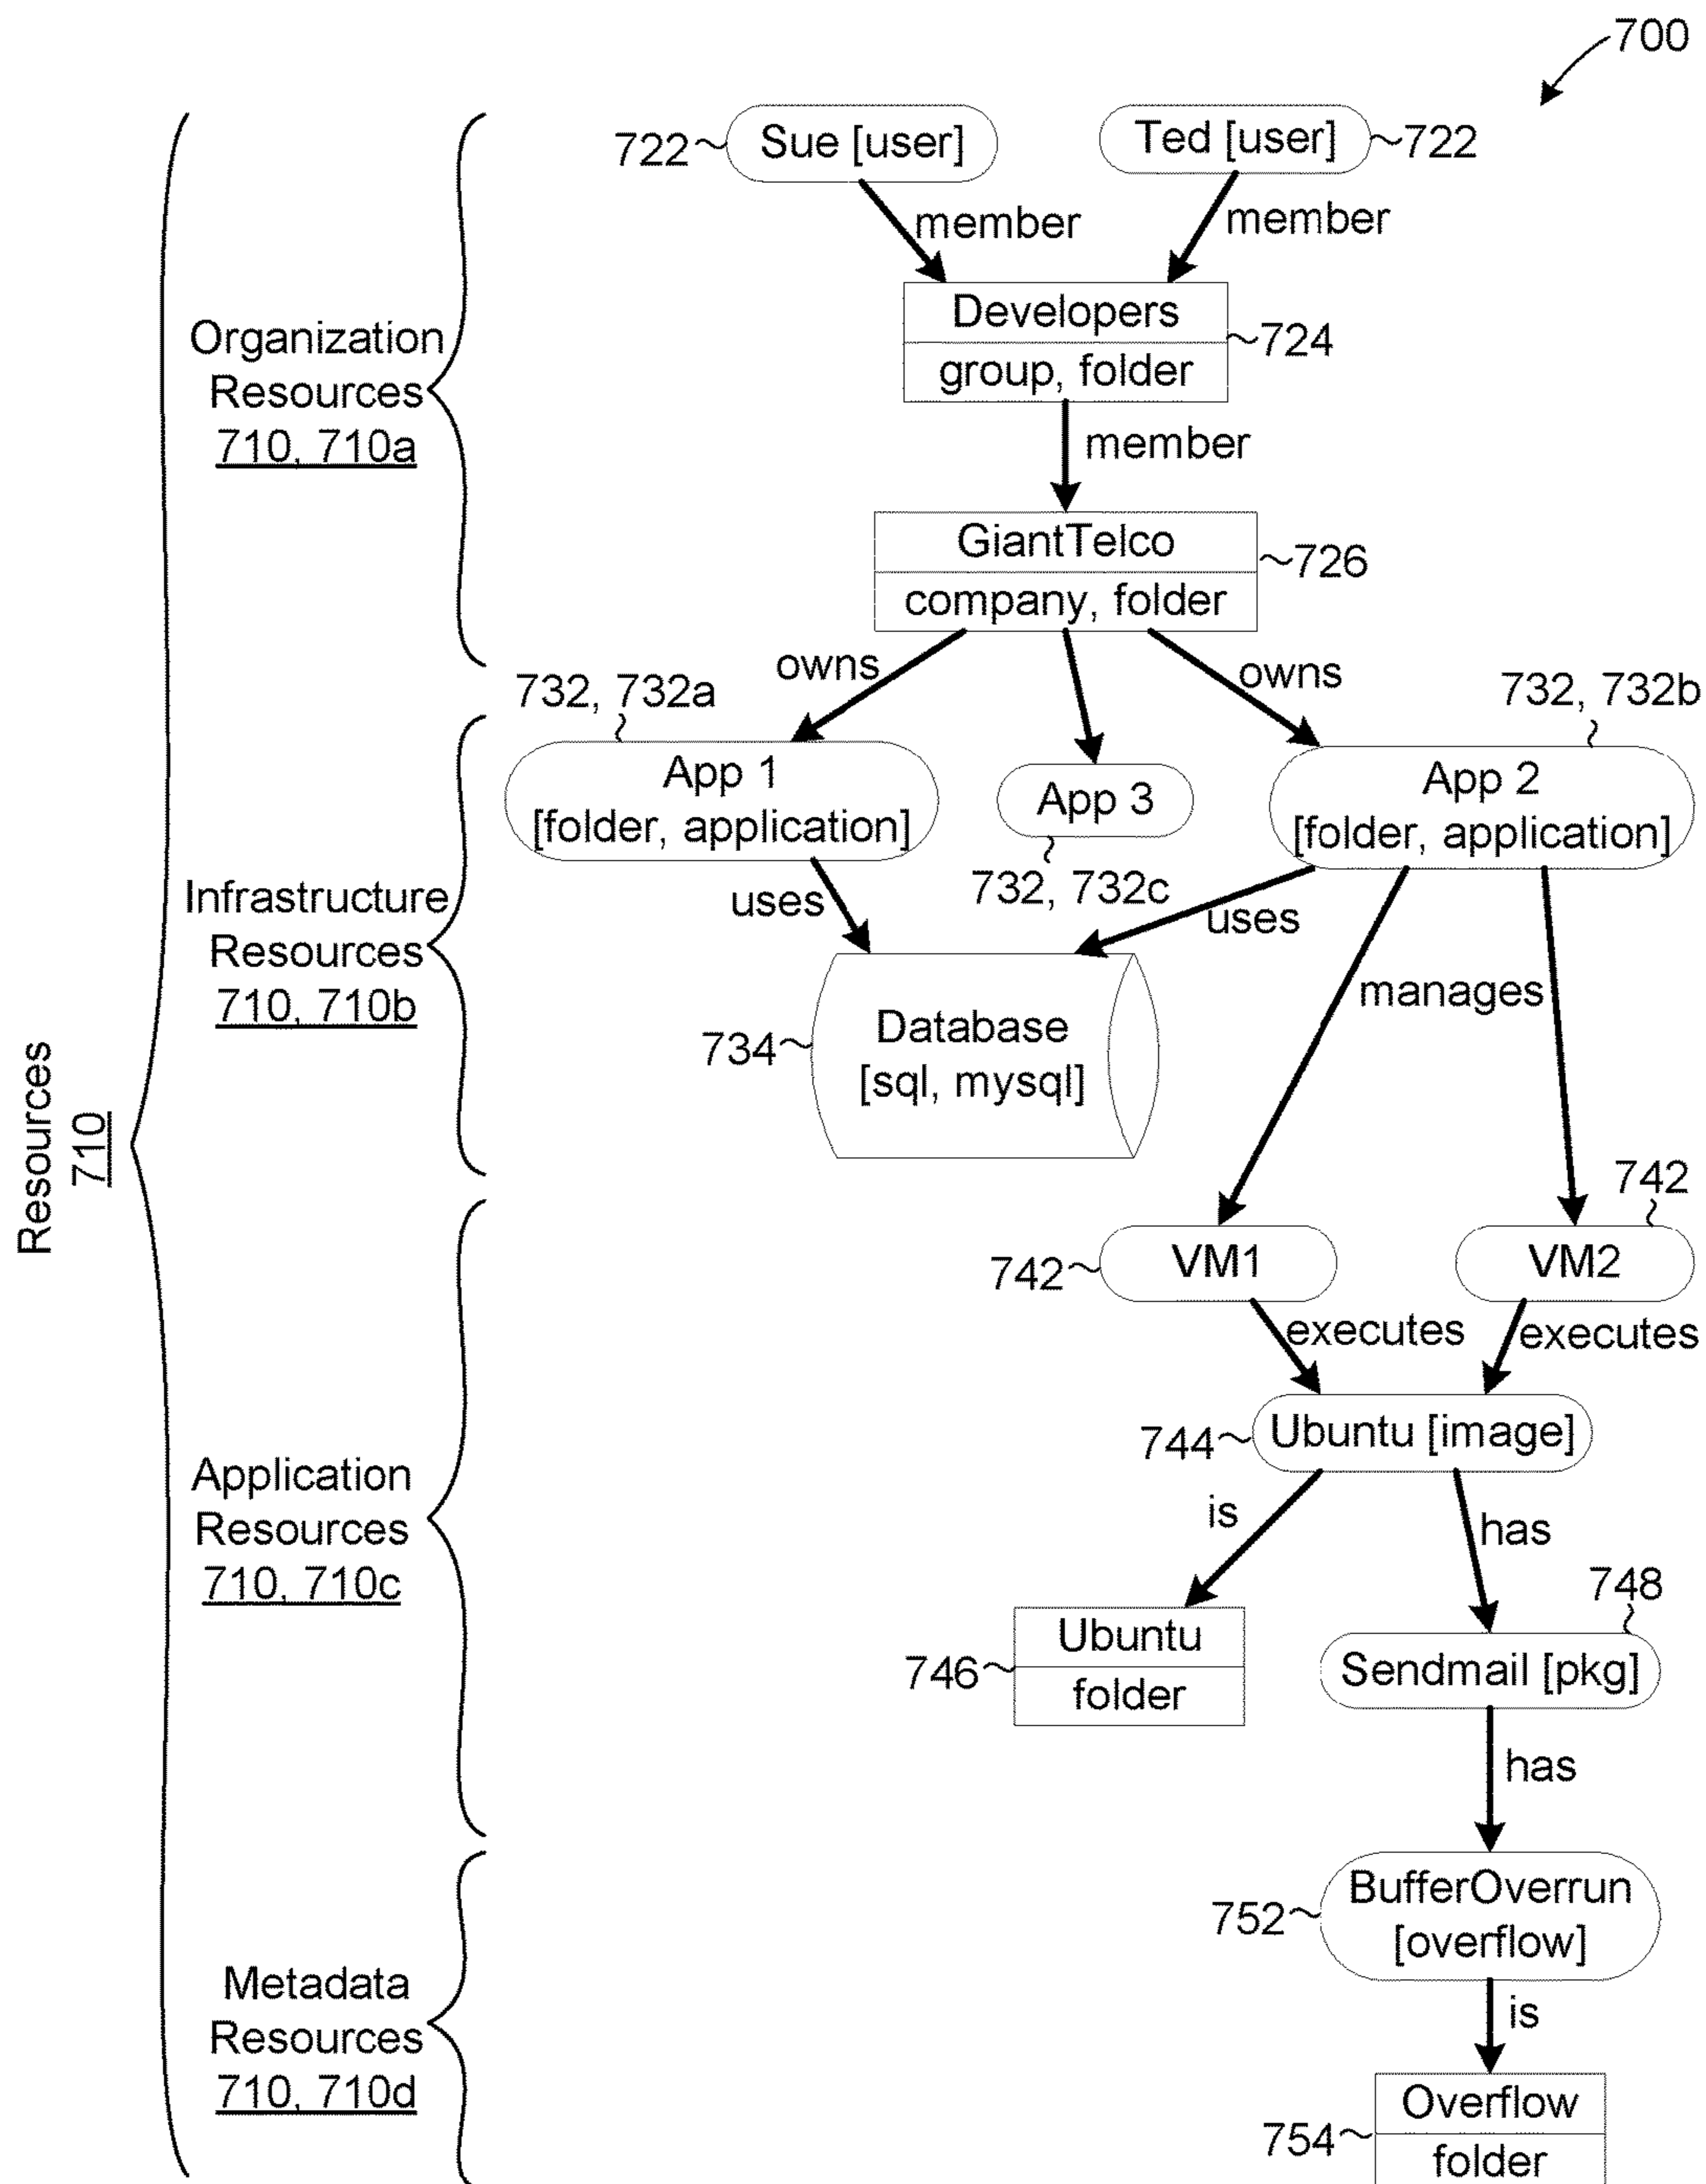 700
722
Sue [user]
Ted [user]
722
member
member
Developers
group, folder
724
member
Organization
Resources
710, 710a
GiantTelco
company, folder
726
owns
owns
732, 732a
732, 732b
App 1
[folder, application]
App 3
App 2
[folder, application]
732, 732c
uses
uses
manages
Infrastructure
Resources
710, 710b
734
Database
[sql, mysql]
Resources
710
742
742
VM1
VM2
executes
executes
744
Ubuntu [image]
is
has
Application
Resources
710, 710c
748
746
Ubuntu
folder
Sendmail [pkg]
has
752
BufferOverrun
[overflow]
is
Metadata
Resources
710, 710d
754
Overflow
folder